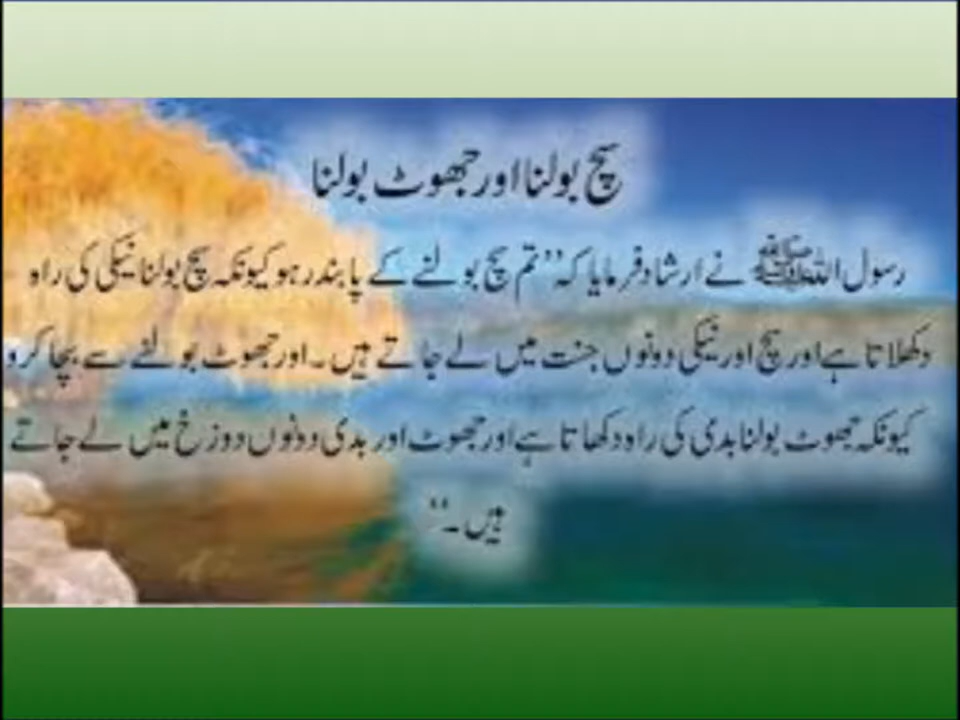 سچ بولنا اور جھوٹ بولنا
رسول اللہ ﷺ نے ارشاد فرمایا کہ ’’تم سچ بولنے کے پابند رہو کیونکہ سچ بولنا نیکی کی راہ
دکھلاتا ہے اور سچ اور نیکی دونوں جنت میں لے جاتے ہیں۔ اور جھوٹ بولنے سے بچا کرو
کیونکہ جھوٹ بولنا بدی کی راہ دکھاتا ہے اور جھوٹ اور بدی دونوں دوزخ میں لے جاتے
ہیں۔‘‘